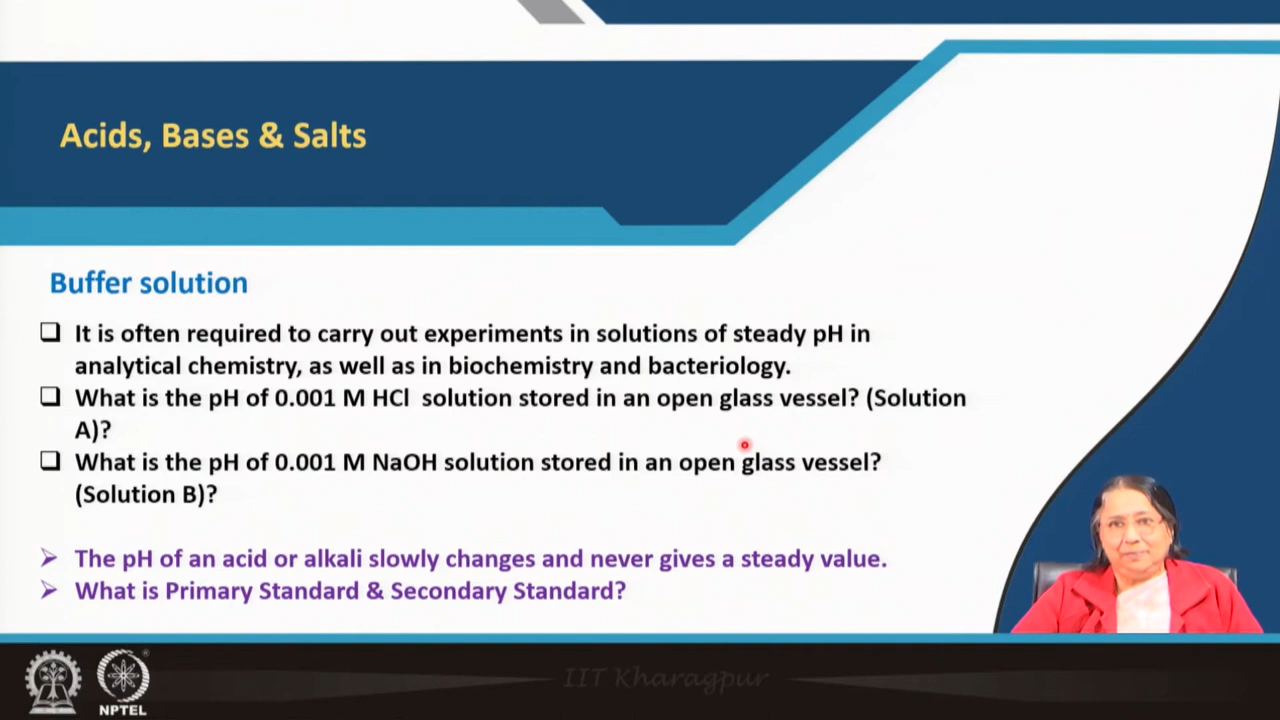 Acids, Bases & Salts
Buffer solution
It is often required to carry out experiments in solutions of steady pH in
analytical chemistry, as well as in biochemistry and bacteriology.
What is the pH of 0.001 M HCl solution stored in an open glass vessel? (Solution
A)?
What is the pH of 0.001 M NaOH solution stored in an open glass vessel?
(Solution B)?
The pH of an acid or alkali slowly changes and never gives a steady value.
What is Primary Standard & Secondary Standard?
IIT Kharagpur
NPTEL